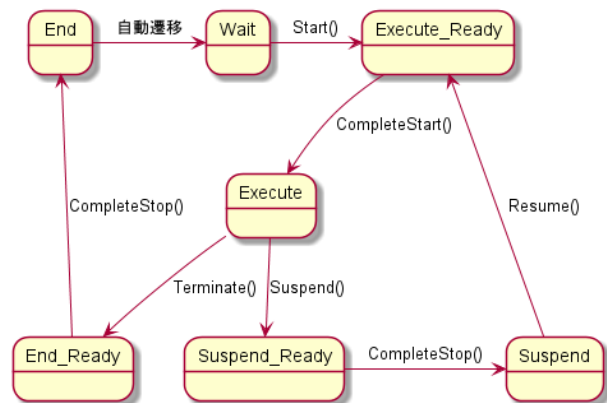 End
自動遷移
Wait
Start()
Execute_Ready
CompleteStart()
Execute
CompleteStop()
Resume()
Terminate()
Suspend()
End_Ready
Suspend_Ready
CompleteStop()
Suspend